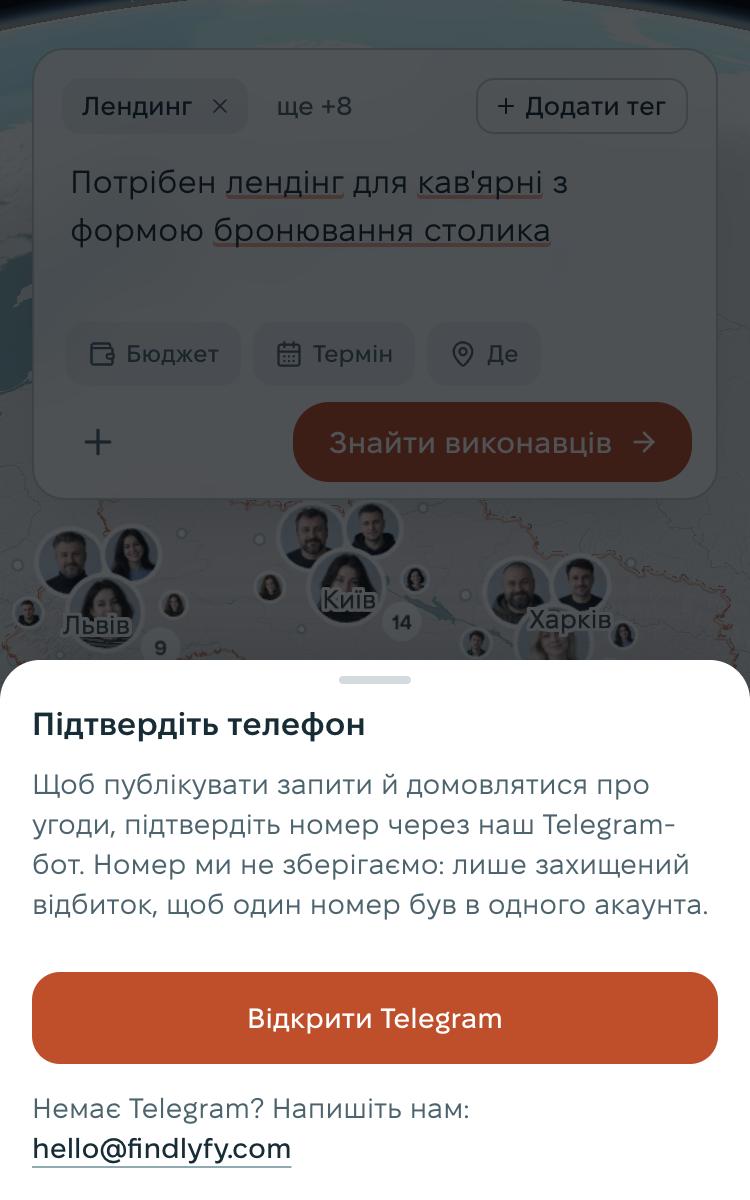 Лендинг × ще +8 + Додати тег
Потрібен лендінг для кав'ярні з
формою бронювання столика
Бюджет Термін Де
+ Знайти виконавців →
Київ
Львів
Харків
14
9
Підтвердіть телефон
Щоб публікувати запити й домовлятися про
угоди, підтвердіть номер через наш Telegram-
бот. Номер ми не зберігаємо: лише захищений
відбиток, щоб один номер був в одного акаунта.
Відкрити Telegram
Немає Telegram? Напишіть нам:
hello@findlyfy.com